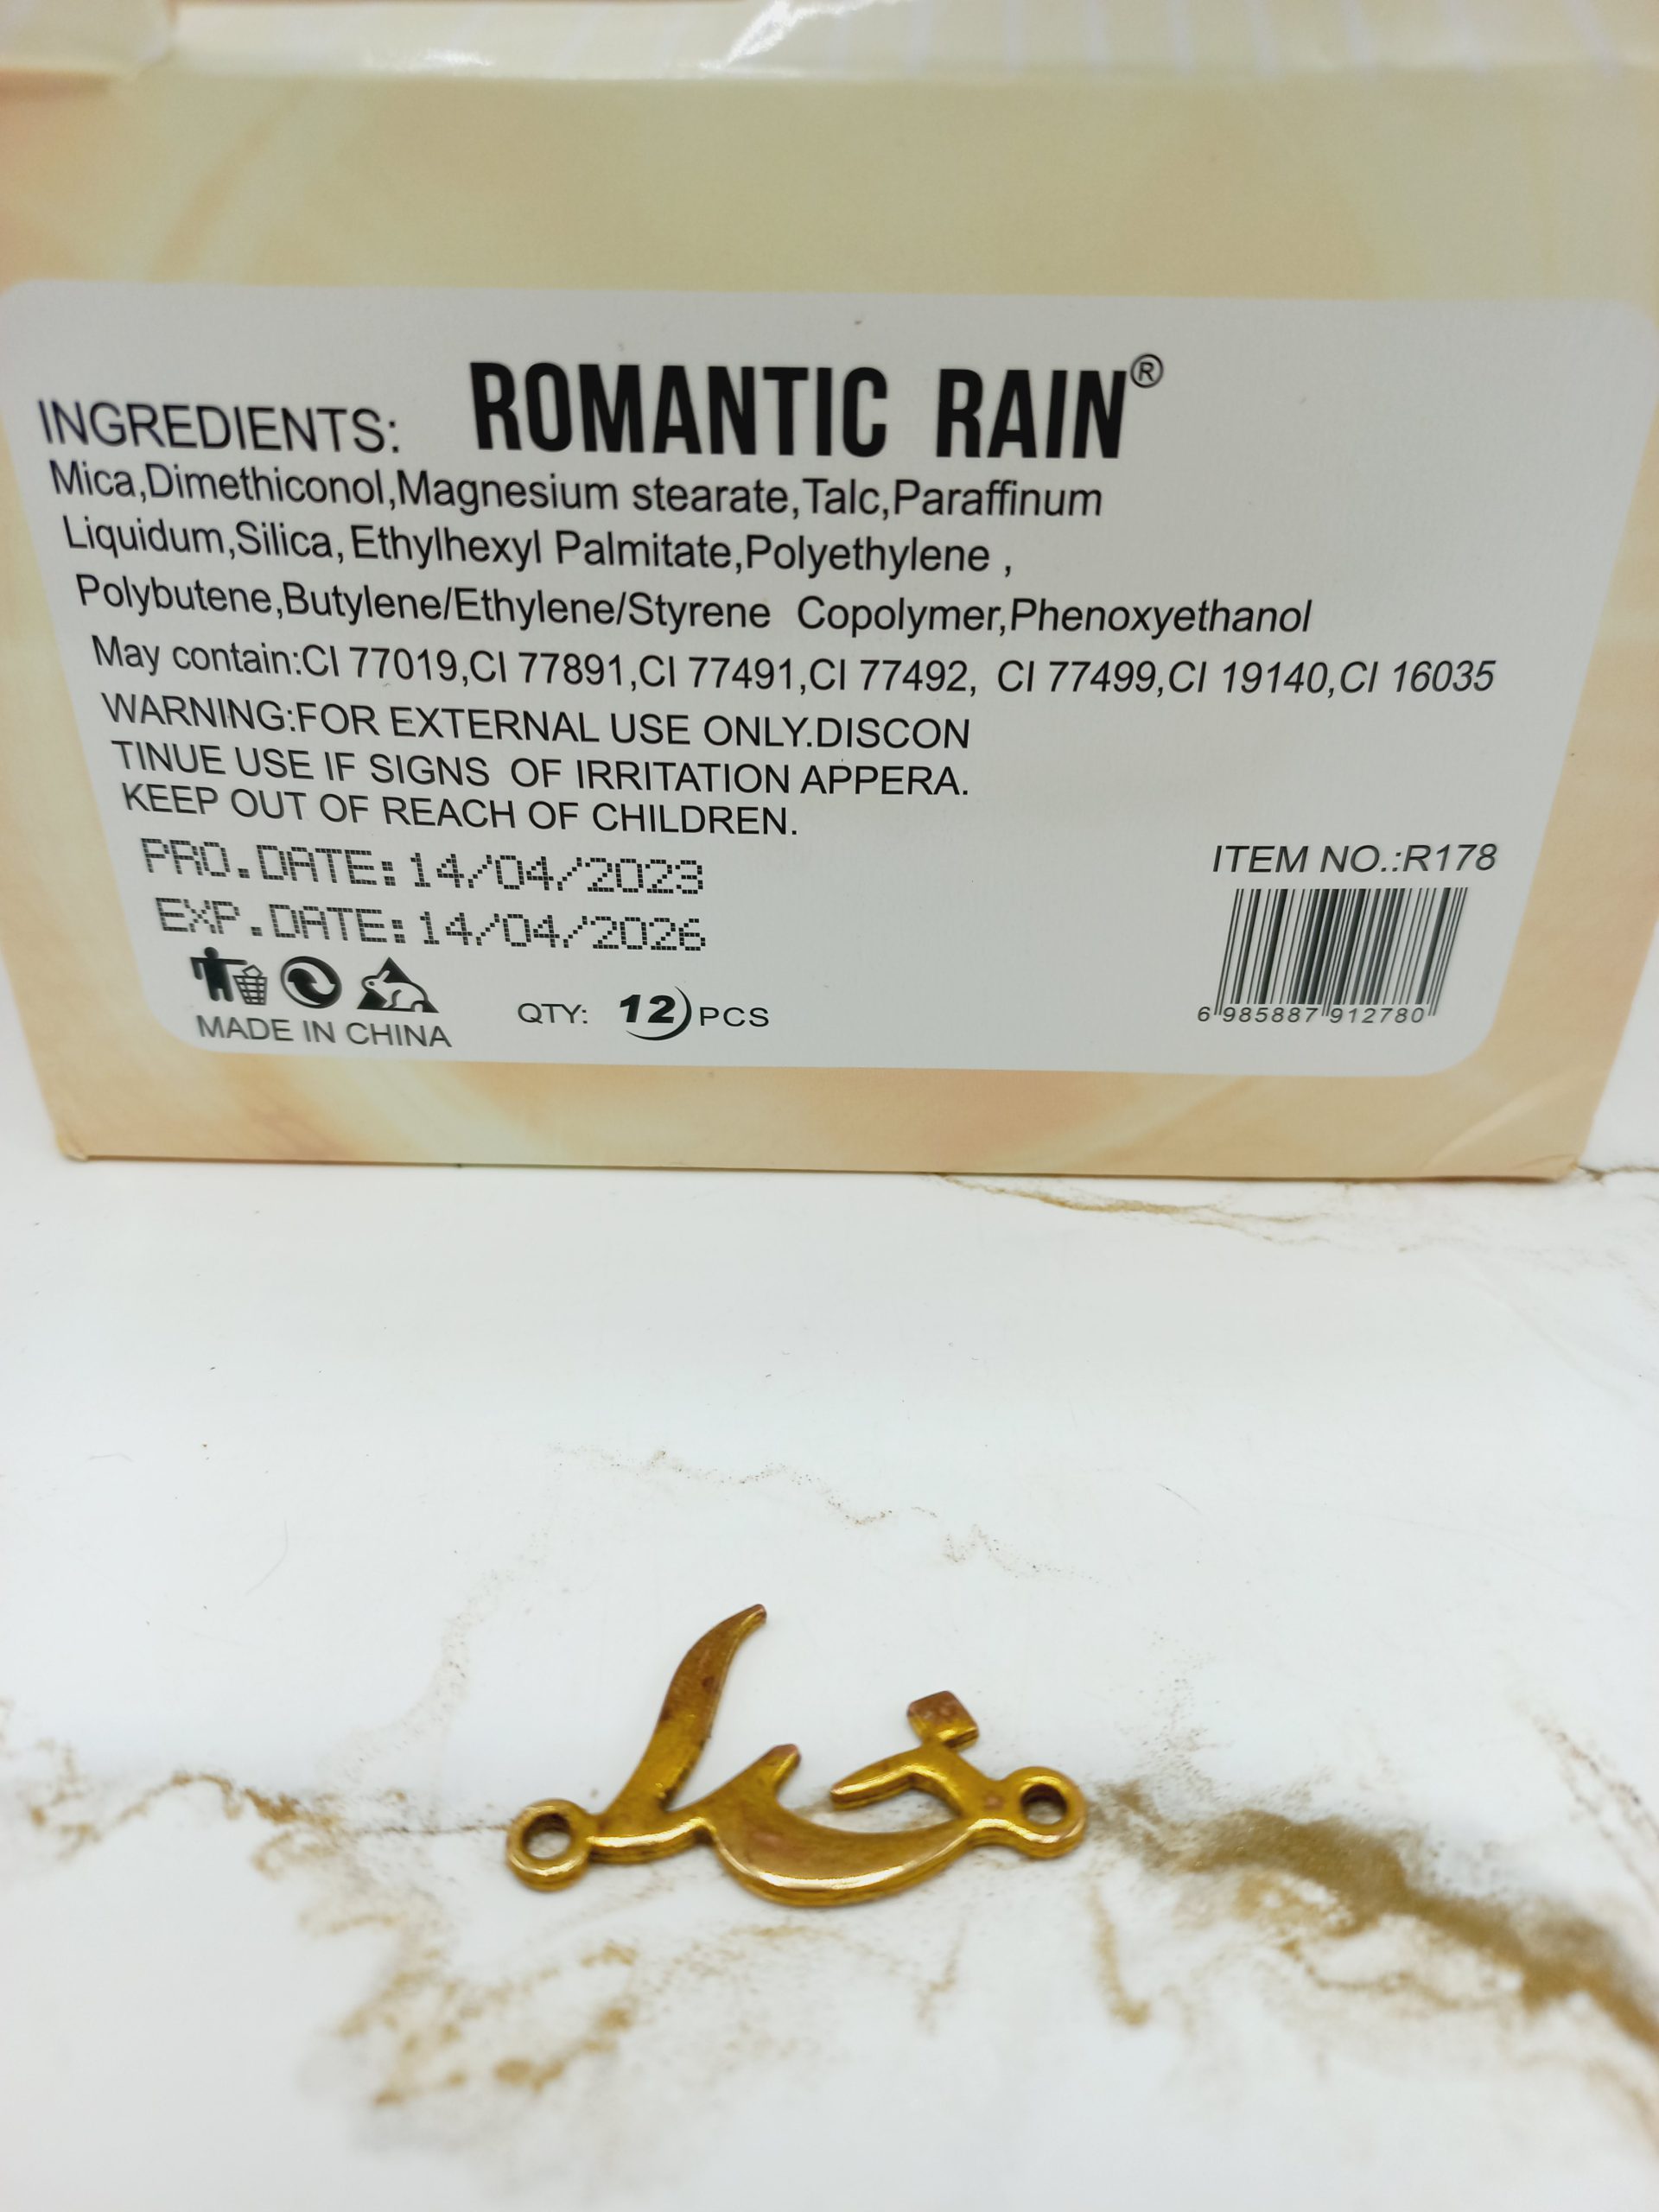 ROMANTIC RAIN®
INGREDIENTS:
Mica,Dimethiconol,Magnesium stearate,Talc,Paraffinum
Liquidum,Silica, Ethylhexyl Palmitate,Polyethylene ,
Polybutene,Butylene/Ethylene/Styrene Copolymer,Phenoxyethanol
May contain:CI 77019,CI 77891,CI 77491,CI 77492, CI 77499,CI 19140,CI 16035
WARNING:FOR EXTERNAL USE ONLY.DISCON
TINUE USE IF SIGNS OF IRRITATION APPERA.
KEEP OUT OF REACH OF CHILDREN.
PRO.DATE:14/04/2023
EXP.DATE:14/04/2026
MADE IN CHINA
QTY: 12 PCS
ITEM NO.:R178
6 985887 912780